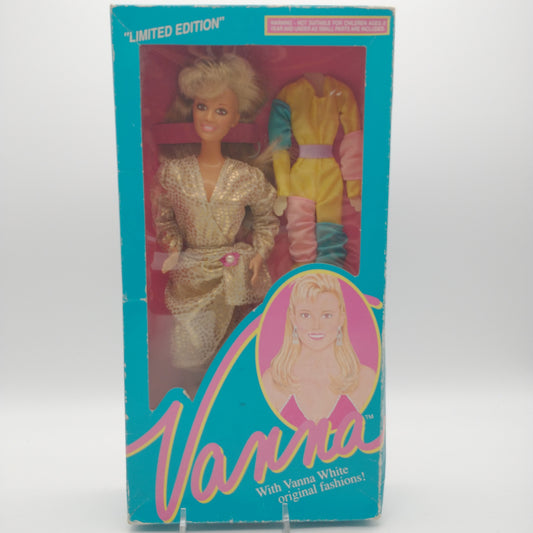 "LIMITED EDITION"
WARNING - NOT SUITABLE FOR CHILDREN AGES 4
YEAR AND UNDER AS SMALL PARTS ARE INCLUDED
Vanna™
With Vanna White
original fashions!